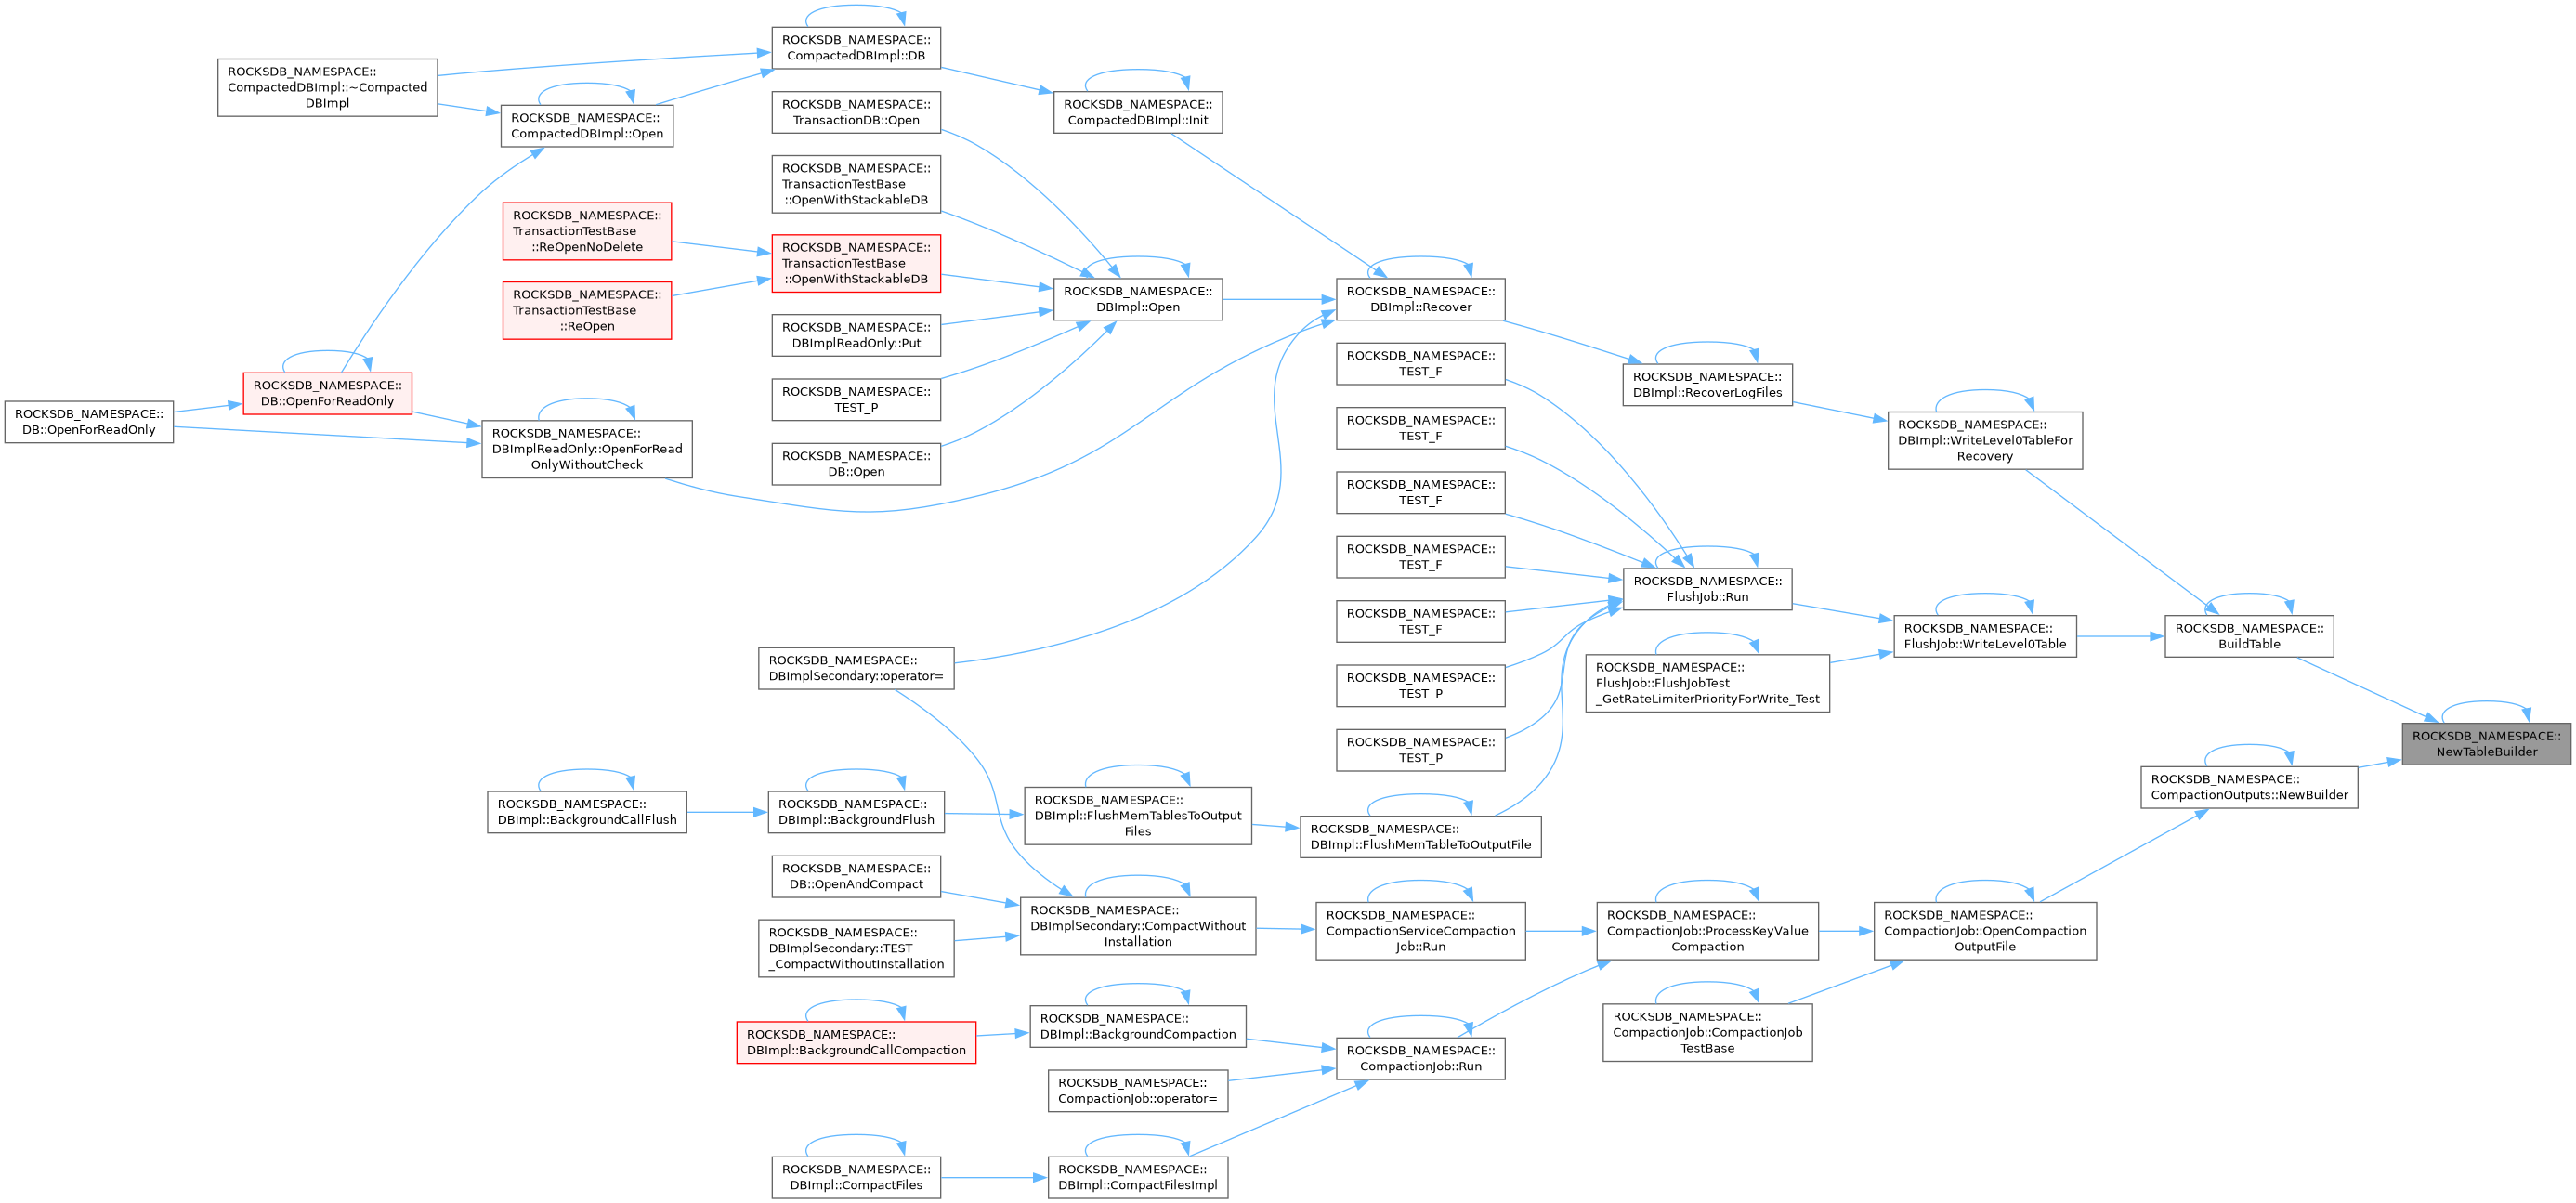 ROCKSDB_NAMESPACE::
CompactedDBImpl::DB
ROCKSDB_NAMESPACE::
CompactedDBImpl::~Compacted
DBImpl
ROCKSDB_NAMESPACE::
CompactedDBImpl::Open
ROCKSDB_NAMESPACE::
TransactionDB::Open
ROCKSDB_NAMESPACE::
CompactedDBImpl::Init
ROCKSDB_NAMESPACE::
TransactionTestBase
::OpenWithStackableDB
ROCKSDB_NAMESPACE::
TransactionTestBase
::ReOpenNoDelete
ROCKSDB_NAMESPACE::
TransactionTestBase
::OpenWithStackableDB
ROCKSDB_NAMESPACE::
TransactionTestBase
::ReOpen
ROCKSDB_NAMESPACE::
DBImpl::Open
ROCKSDB_NAMESPACE::
DBImpl::Recover
ROCKSDB_NAMESPACE::
DBImplReadOnly::Put
ROCKSDB_NAMESPACE::
TEST_P
ROCKSDB_NAMESPACE::
DB::Open
ROCKSDB_NAMESPACE::
DB::OpenForReadOnly
ROCKSDB_NAMESPACE::
DB::OpenForReadOnly
ROCKSDB_NAMESPACE::
DBImplReadOnly::OpenForRead
OnlyWithoutCheck
ROCKSDB_NAMESPACE::
TEST_F
ROCKSDB_NAMESPACE::
TEST_F
ROCKSDB_NAMESPACE::
TEST_F
ROCKSDB_NAMESPACE::
TEST_F
ROCKSDB_NAMESPACE::
TEST_F
ROCKSDB_NAMESPACE::
TEST_P
ROCKSDB_NAMESPACE::
TEST_P
ROCKSDB_NAMESPACE::
DBImpl::RecoverLogFiles
ROCKSDB_NAMESPACE::
DBImpl::WriteLevel0TableFor
Recovery
ROCKSDB_NAMESPACE::
FlushJob::Run
ROCKSDB_NAMESPACE::
FlushJob::WriteLevel0Table
ROCKSDB_NAMESPACE::
BuildTable
ROCKSDB_NAMESPACE::
FlushJob::FlushJobTest
_GetRateLimiterPriorityForWrite_Test
ROCKSDB_NAMESPACE::
NewTableBuilder
ROCKSDB_NAMESPACE::
CompactionOutputs::NewBuilder
ROCKSDB_NAMESPACE::
DBImplSecondary::operator=
ROCKSDB_NAMESPACE::
DBImpl::BackgroundCallFlush
ROCKSDB_NAMESPACE::
DBImpl::BackgroundFlush
ROCKSDB_NAMESPACE::
DBImpl::FlushMemTablesToOutput
Files
ROCKSDB_NAMESPACE::
DBImpl::FlushMemTableToOutputFile
ROCKSDB_NAMESPACE::
DB::OpenAndCompact
ROCKSDB_NAMESPACE::
DBImplSecondary::TEST
_CompactWithoutInstallation
ROCKSDB_NAMESPACE::
DBImplSecondary::CompactWithout
Installation
ROCKSDB_NAMESPACE::
CompactionServiceCompaction
Job::Run
ROCKSDB_NAMESPACE::
CompactionJob::ProcessKeyValue
Compaction
ROCKSDB_NAMESPACE::
CompactionJob::OpenCompaction
OutputFile
ROCKSDB_NAMESPACE::
CompactionJob::CompactionJob
TestBase
ROCKSDB_NAMESPACE::
DBImpl::BackgroundCallCompaction
ROCKSDB_NAMESPACE::
DBImpl::BackgroundCompaction
ROCKSDB_NAMESPACE::
CompactionJob::Run
ROCKSDB_NAMESPACE::
CompactionJob::operator=
ROCKSDB_NAMESPACE::
DBImpl::CompactFiles
ROCKSDB_NAMESPACE::
DBImpl::CompactFilesImpl